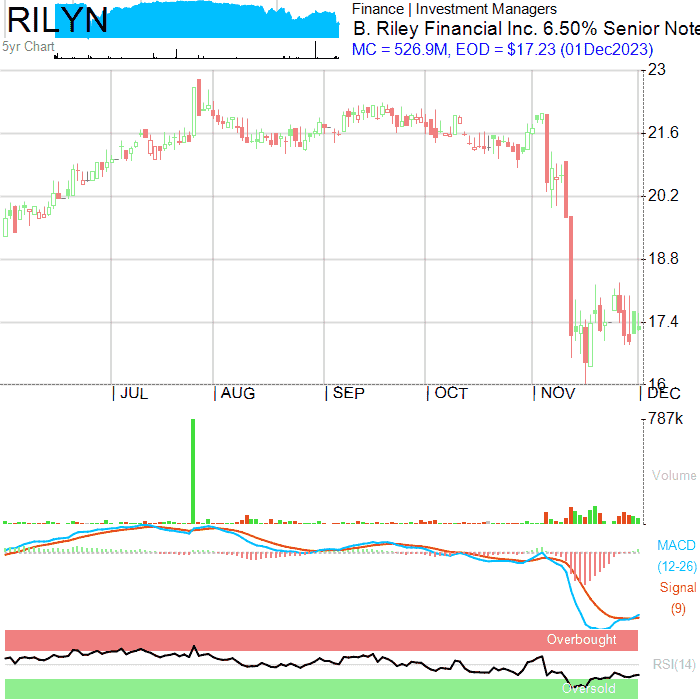 RILYN
Finance | Investment Managers
B. Riley Financial Inc. 6.50% Senior Note
5yr Chart
MC = 526.9M, EOD = $17.23 (01Dec2023)
23
21.6
20.2
18.8
17.4
16
JUL
AUG
SEP
OCT
NOV
DEC
787k
Volume
MACD
(12-26)
Signal
(9)
Overbought
RSI(14)
Oversold